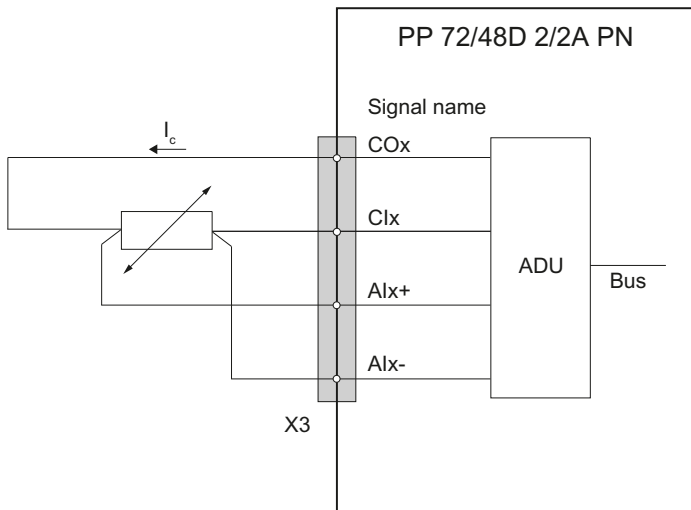 PP 72/48D 2/2A PN
Signal name
Ic
COx
CIx
ADU
Bus
AIx+
AIx-
X3